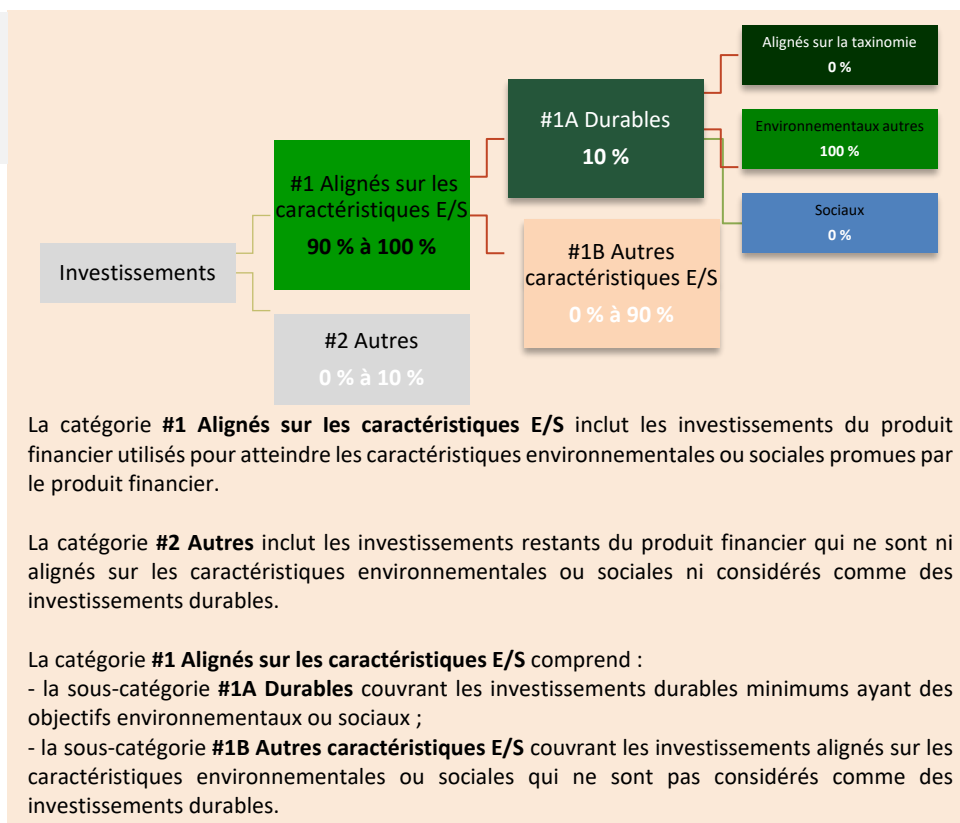 Alignés sur la taxinomie
0 %
#1A Durables
10 %
Environnementaux autres
100 %
#1 Alignés sur les
caractéristiques E/S
90 % à 100 %
Sociaux
0 %
#1B Autres
caractéristiques E/S
0 % à 90 %
Investissements
#2 Autres
0 % à 10 %
La catégorie #1 Alignés sur les caractéristiques E/S inclut les investissements du produit
financier utilisés pour atteindre les caractéristiques environnementales ou sociales promues par
le produit financier.
La catégorie #2 Autres inclut les investissements restants du produit financier qui ne sont ni
alignés sur les caractéristiques environnementales ou sociales ni considérés comme des
investissements durables.
La catégorie #1 Alignés sur les caractéristiques E/S comprend :
- la sous-catégorie #1A Durables couvrant les investissements durables minimums ayant des
objectifs environnementaux ou sociaux ;
- la sous-catégorie #1B Autres caractéristiques E/S couvrant les investissements alignés sur les
caractéristiques environnementales ou sociales qui ne sont pas considérés comme des
investissements durables.